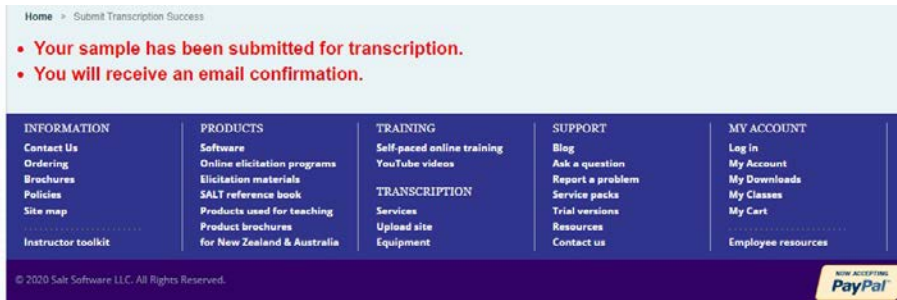 Home > Submit Transcription Success
• Your sample has been submitted for transcription.
• You will receive an email confirmation.
INFORMATION
Contact Us
Ordering
Brochures
Policies
Site map
Instructor toolkit
PRODUCTS
Software
Online elicitation programs
Elicitation materials
SALT reference book
Products used for teaching
Product brochures
for New Zealand & Australia
TRAINING
Self-paced online training
YouTube videos
TRANSCRIPTION
Services
Upload site
Equipment
SUPPORT
Blog
Ask a question
Report a problem
Service packs
Trial versions
Resources
Contact us
MY ACCOUNT
Log in
My Account
My Downloads
My Classes
My Cart
Employee resources
© 2020 Salt Software LLC. All Rights Reserved.
NOW ACCEPTING
PayPal